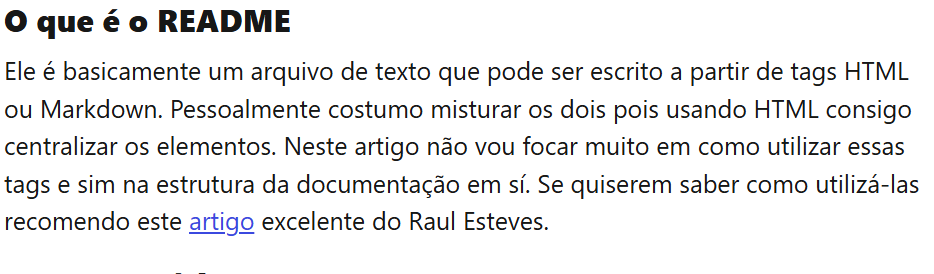 O que é o README
Ele é basicamente um arquivo de texto que pode ser escrito a partir de tags HTML
ou Markdown. Pessoalmente costumo misturar os dois pois usando HTML consigo
centralizar os elementos. Neste artigo não vou focar muito em como utilizar essas
tags e sim na estrutura da documentação em sí. Se quiserem saber como utilizá-las
recomendo este artigo excelente do Raul Esteves.